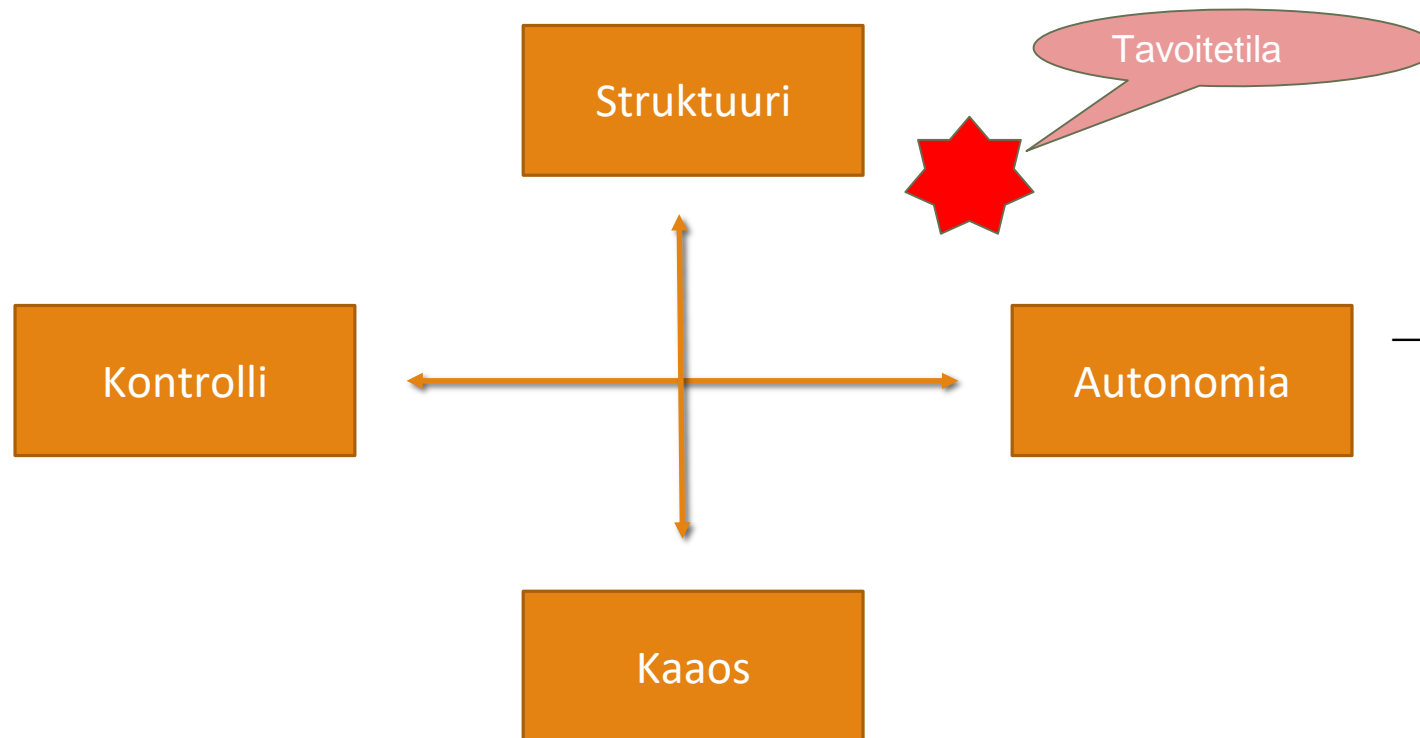 Tavoitetila
Struktuuri
Kontrolli
Autonomia
Kaaos